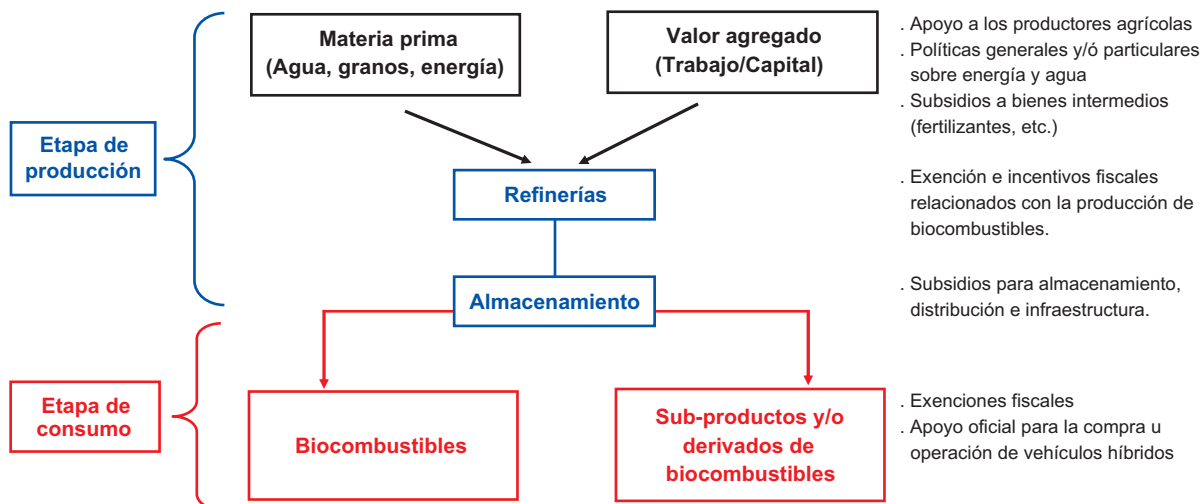 Materia prima
(Agua, granos, energía)
Valor agregado
(Trabajo/Capital)
. Apoyo a los productores agrícolas
. Políticas generales y/ó particulares
sobre energía y agua
. Subsidios a bienes intermedios
(fertilizantes, etc.)
Etapa de
producción
Refinerías
. Exención e incentivos fiscales
relacionados con la producción de
biocombustibles.
Almacenamiento
. Subsidios para almacenamiento,
distribución e infraestructura.
Etapa de
consumo
Biocombustibles
Sub-productos y/o
derivados de
biocombustibles
. Exenciones fiscales
. Apoyo oficial para la compra u
operación de vehículos híbridos